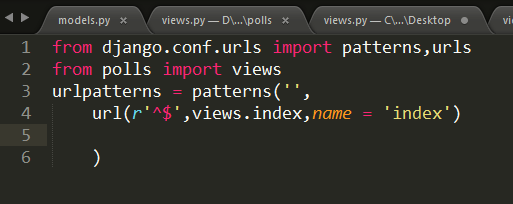 models.py × views.py — D\...\polls × views.py — C\...\Desktop vi
1 from django.conf.urls import patterns,urls
2 from polls import views
3 urlpatterns = patterns('',
4     url(r'^$',views.index,name = 'index')
5
6     )